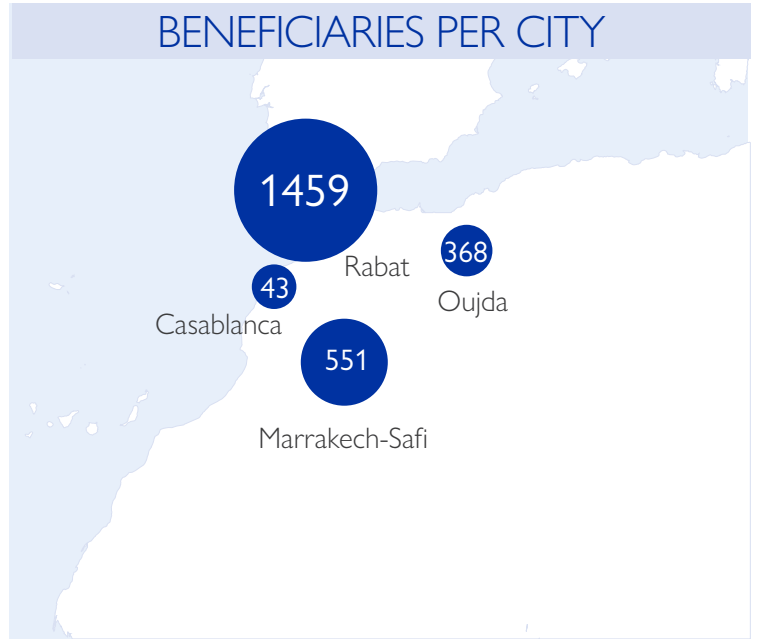 BENEFICIARIES PER CITY
1459
Rabat
368
Oujda
43
Casablanca
551
Marrakech-Safi